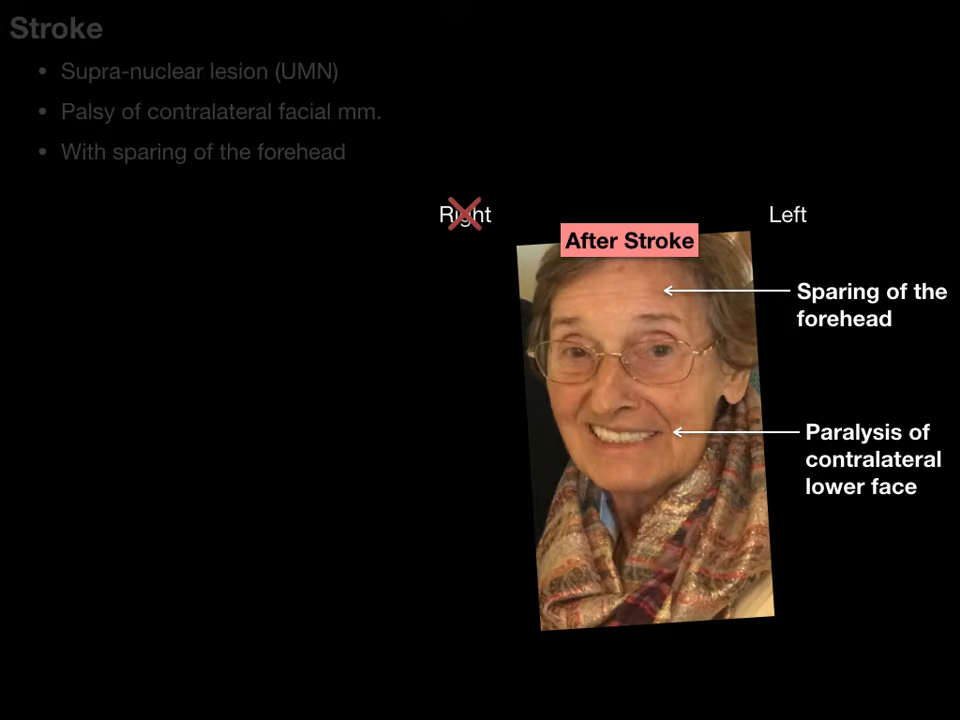 Stroke
• Supra-nuclear lesion (UMN)
• Palsy of contralateral facial mm.
• With sparing of the forehead
Right
Left
After Stroke
Sparing of the
forehead
Paralysis of
contralateral
lower face